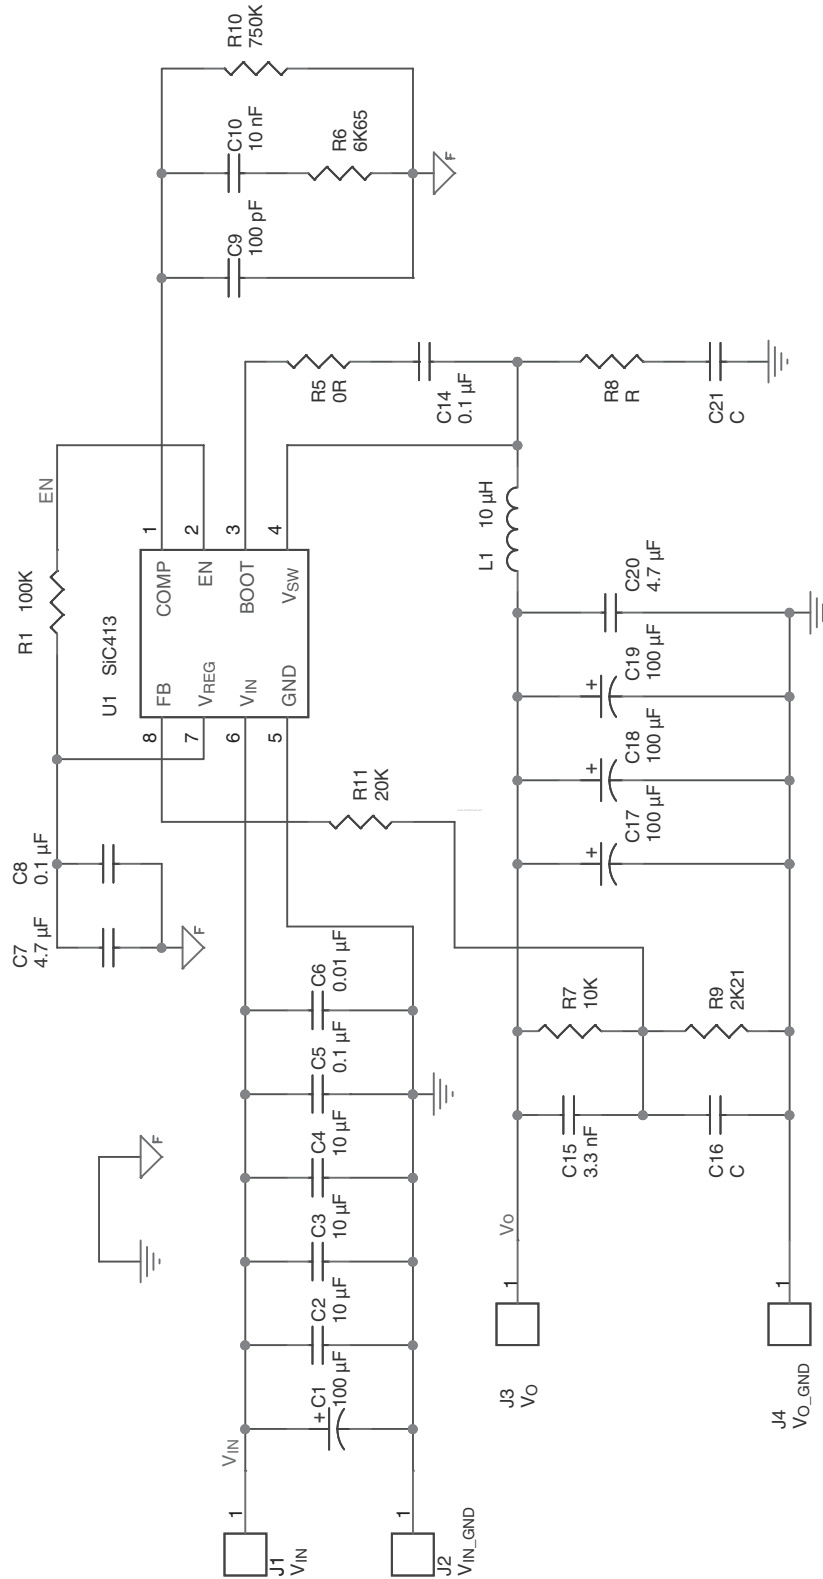 R10
750K
C10
10 nF
R6
6K65
F
C9
100 pF
R5
0R
C14
0.1 µF
R8
R
C21
C
EN
R1 100K
U1 SiC413
1
2
3
4
COMP
EN
BOOT
VSW
FB
VREG
VIN
GND
8
7
6
5
L1 10 µH
C20
4.7 µF
C19
100 µF
+
C18
100 µF
+
C17
100 µF
+
R11
20K
C8
0.1 µF
C7
4.7 µF
F
C6
0.01 µF
C5
0.1 µF
C4
10 µF
C3
10 µF
C2
10 µF
C1
100 µF
+
F
R7
10K
R9
2K21
C15
3.3 nF
C16
C
VO
1
J3
VO
1
J4
VO_GND
VIN
1
J1
VIN
1
J2
VIN_GND